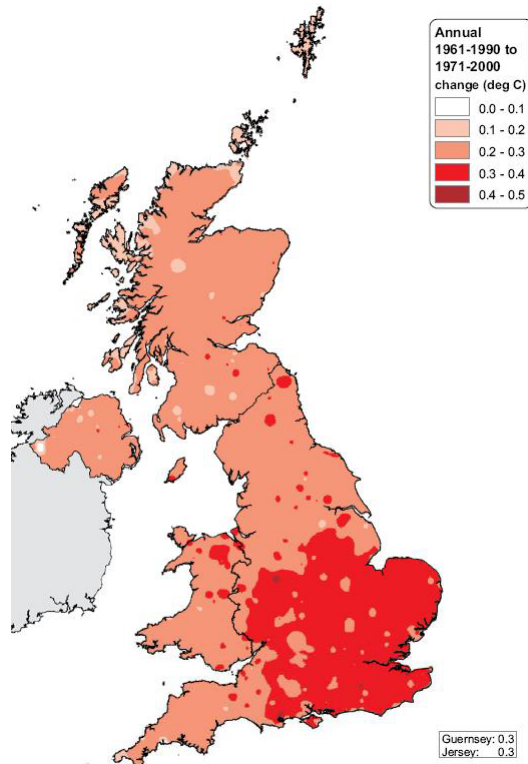 Annual
1961-1990 to
1971-2000
change (deg C)
0.0 - 0.1
0.1 - 0.2
0.2 - 0.3
0.3 - 0.4
0.4 - 0.5
Guernsey: 0.3
Jersey: 0.3